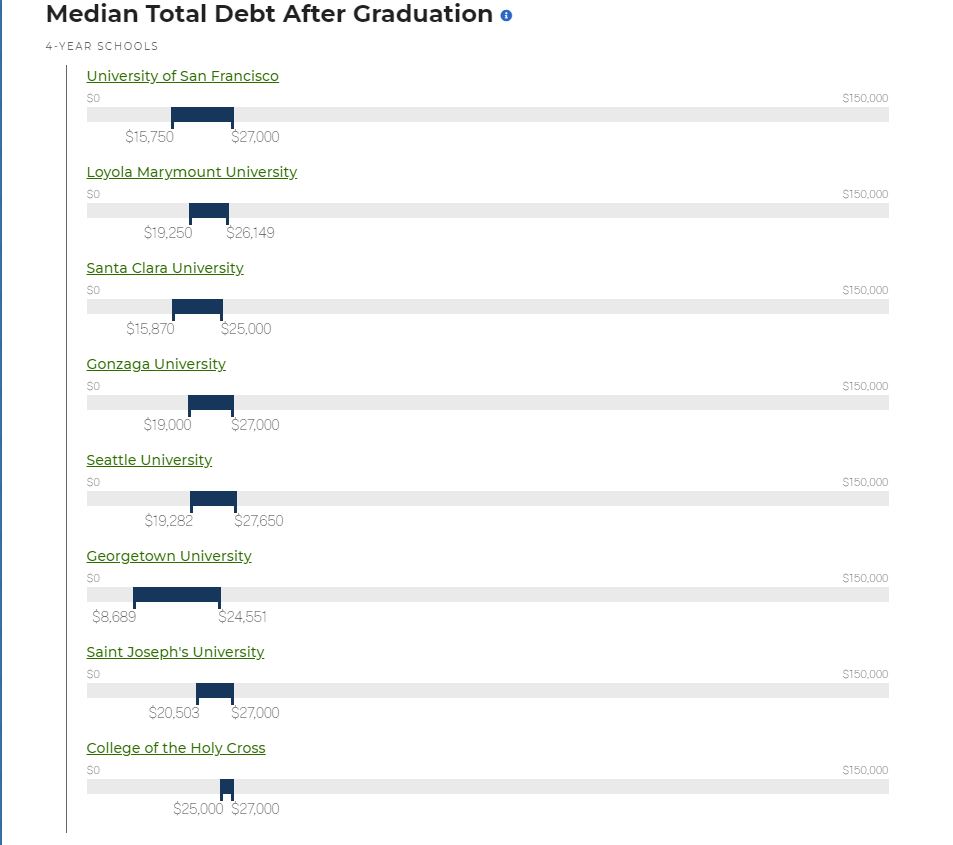 Median Total Debt After Graduation
4-YEAR SCHOOLS
University of San Francisco
$0 $150,000
$15,750 $27,000
Loyola Marymount University
$0 $150,000
$19,250 $26,149
Santa Clara University
$0 $150,000
$15,870 $25,000
Gonzaga University
$0 $150,000
$19,000 $27,000
Seattle University
$0 $150,000
$19,282 $27,650
Georgetown University
$0 $150,000
$8,689 $24,551
Saint Joseph's University
$0 $150,000
$20,503 $27,000
College of the Holy Cross
$0 $150,000
$25,000 $27,000